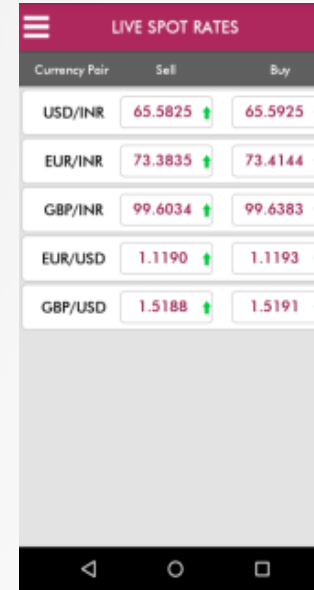 LIVE SPOT RATES
Currency Pair Sell Buy
USD/INR 65.5825 65.5925
EUR/INR 73.3835 73.4144
GBP/INR 99.6034 99.6383
EUR/USD 1.1190 1.1193
GBP/USD 1.5188 1.5191